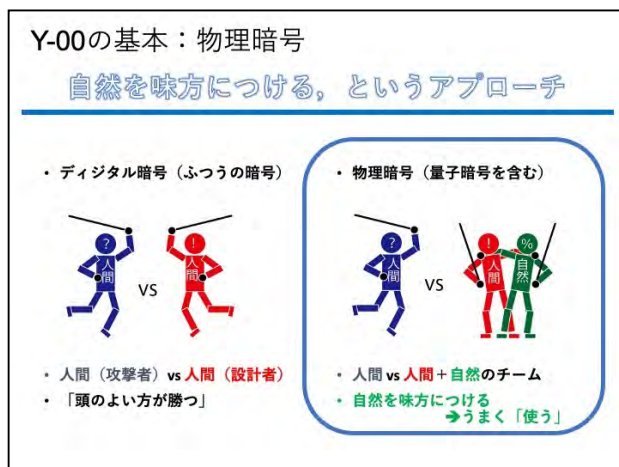 Y-00の基本：物理暗号
自然を味方につける，というアプローチ
• ディジタル暗号（ふつうの暗号）
?
人間
VS
!
人間
• 人間（攻撃者）vs 人間（設計者）
• 「頭のよい方が勝つ」
• 物理暗号（量子暗号を含む）
?
人間
VS
!
人間
%
自然
• 人間 vs 人間＋自然のチーム
• 自然を味方につける
➔うまく「使う」